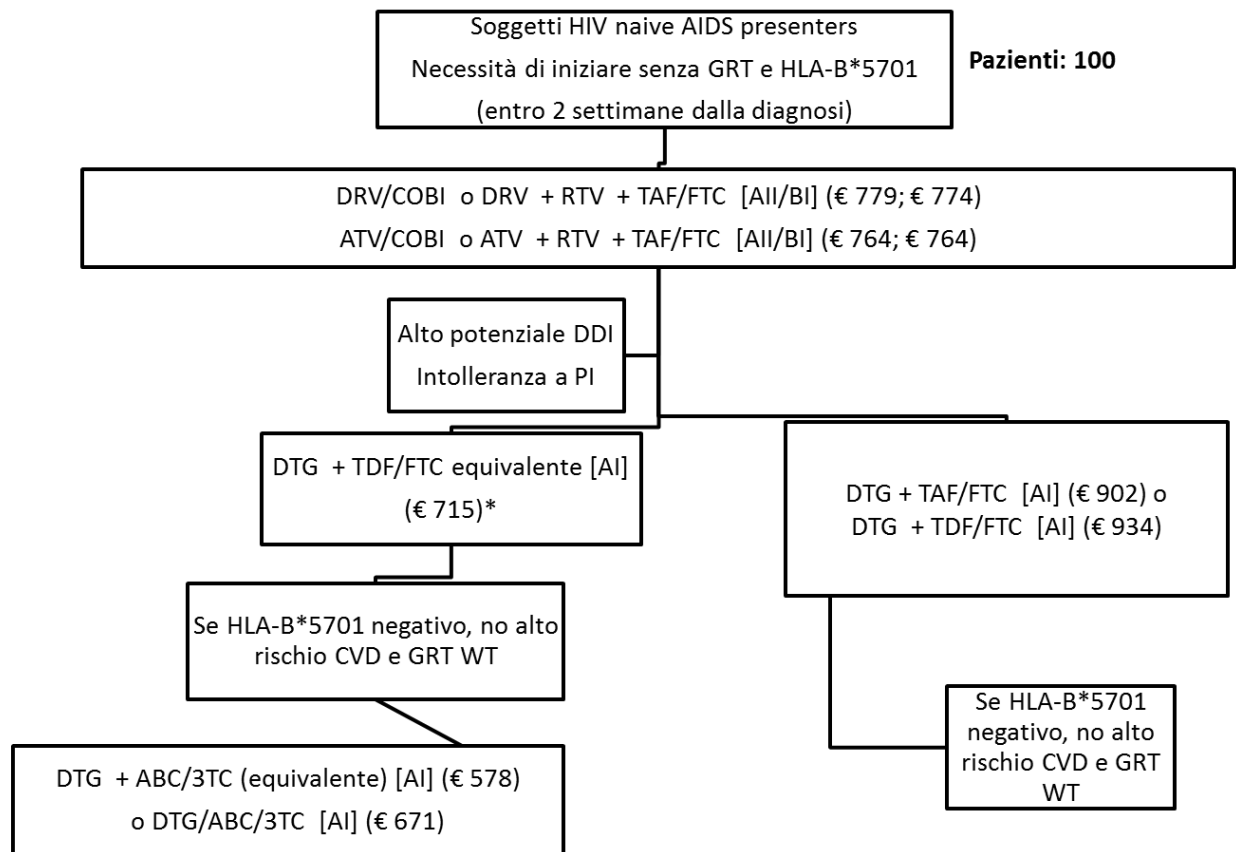 Soggetti HIV naive AIDS presenters
Necessità di iniziare senza GRT e HLA-B*5701
(entro 2 settimane dalla diagnosi)
Pazienti: 100
DRV/COBI o DRV + RTV + TAF/FTC [AII/BI] (€ 779; € 774)
ATV/COBI o ATV + RTV + TAF/FTC [AII/BI] (€ 764; € 764)
Alto potenziale DDI
Intolleranza a PI
DTG + TDF/FTC equivalente [AI]
(€ 715)*
DTG + TAF/FTC [AI] (€ 902) o
DTG + TDF/FTC [AI] (€ 934)
Se HLA-B*5701 negativo, no alto
rischio CVD e GRT WT
Se HLA-B*5701
negativo, no alto
rischio CVD e GRT
WT
DTG + ABC/3TC (equivalente) [AI] (€ 578)
o DTG/ABC/3TC [AI] (€ 671)